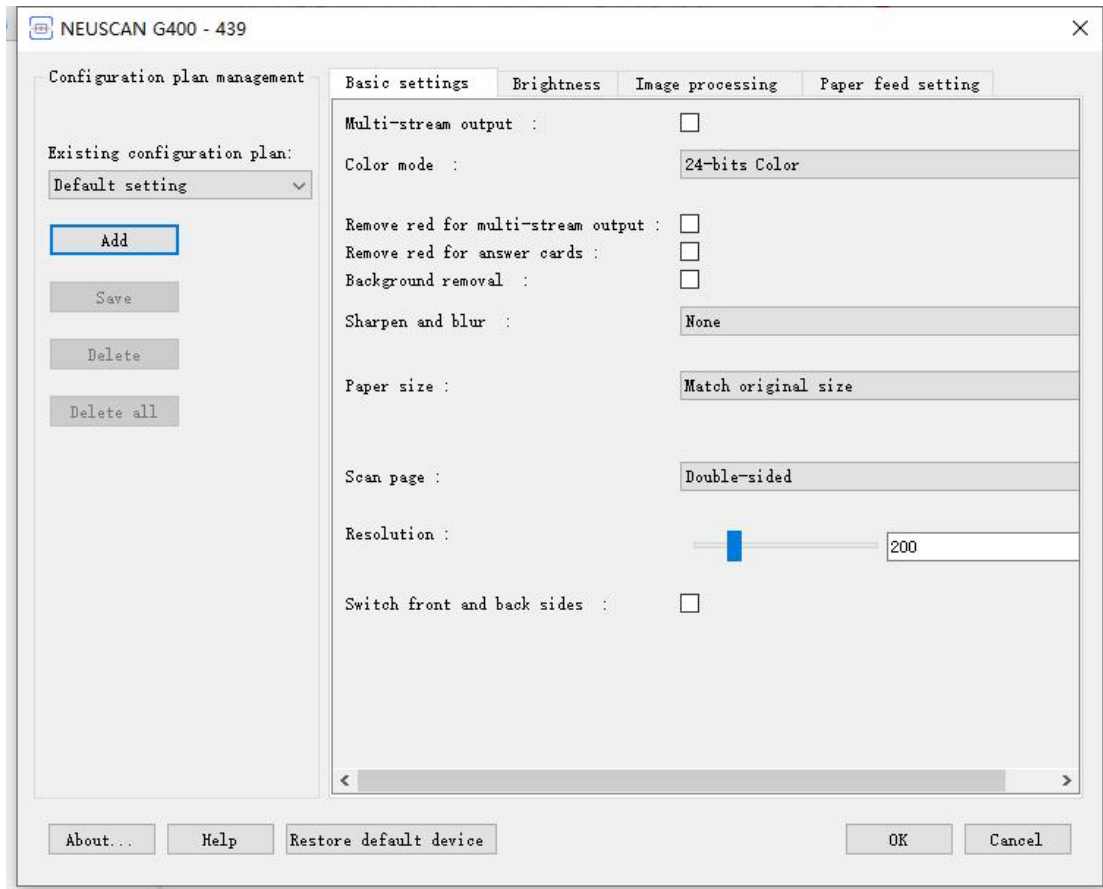 NEUSCAN G400 - 439
Configuration plan management
Existing configuration plan:
Default setting
Add
Save
Delete
Delete all
Basic settings Brightness Image processing Paper feed setting
Multi-stream output :
Color mode : 24-bits Color
Remove red for multi-stream output :
Remove red for answer cards :
Background removal :
Sharpen and blur : None
Paper size : Match original size
Scan page : Double-sided
Resolution : 200
Switch front and back sides :
About... Help Restore default device OK Cancel